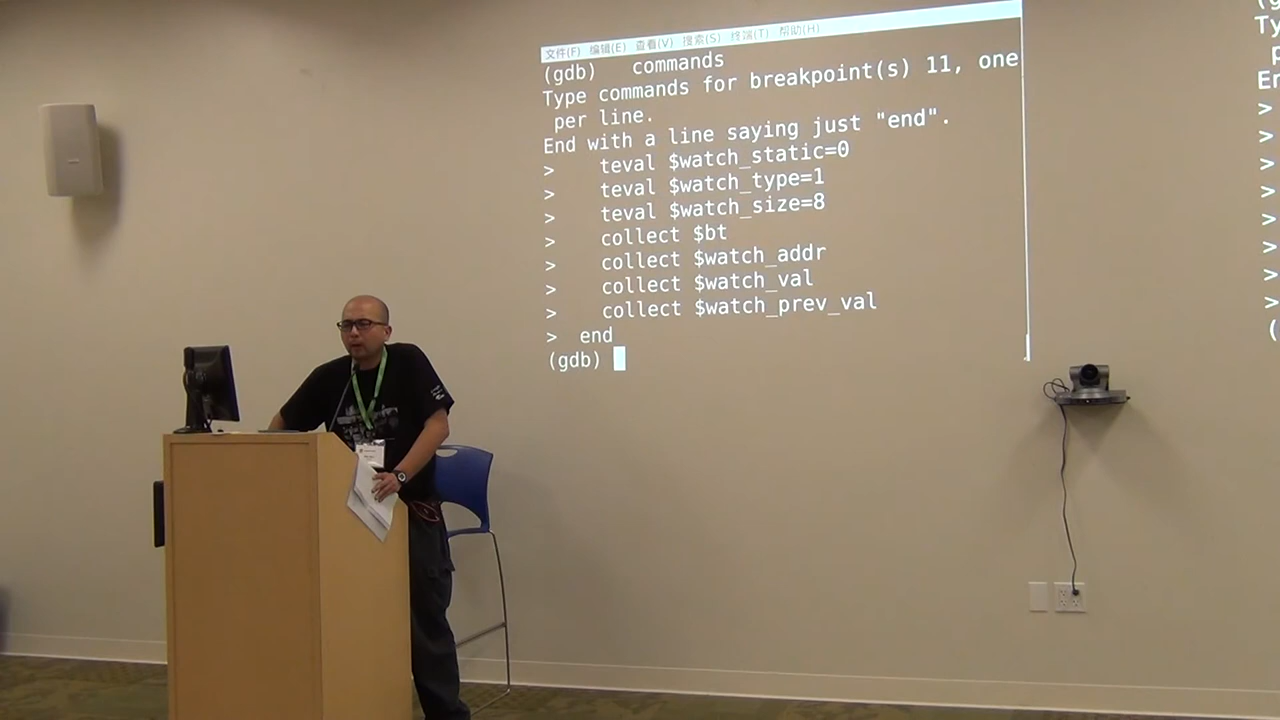 文件(F) 编辑(E) 查看(V) 搜索(S) 终端(T) 帮助(H)
(gdb) commands
Type commands for breakpoint(s) 11, one
per line.
End with a line saying just "end".
> teval $watch_static=0
> teval $watch_type=1
> teval $watch_size=8
> collect $bt
> collect $watch_addr
> collect $watch_val
> collect $watch_prev_val
> end
(gdb)
(g
Ty
p
En
>
>
>
>
>
>
>
>
(